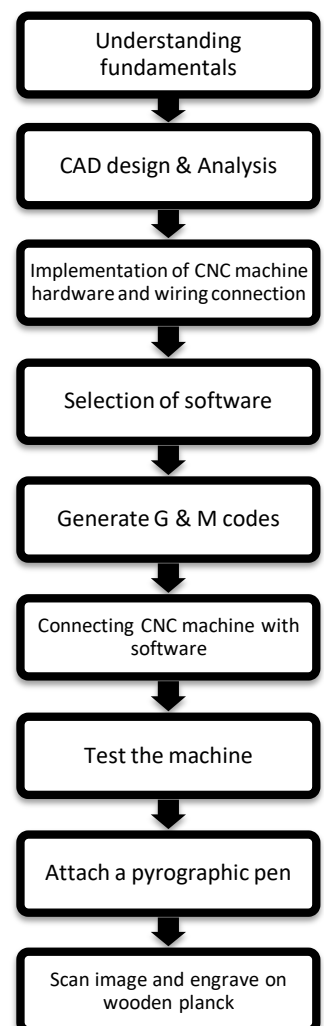 Understanding
fundamentals
CAD design & Analysis
Implementation of CNC machine
hardware and wiring connection
Selection of software
Generate G & M codes
Connecting CNC machine with
software
Test the machine
Attach a pyrographic pen
Scan image and engrave on
wooden planck